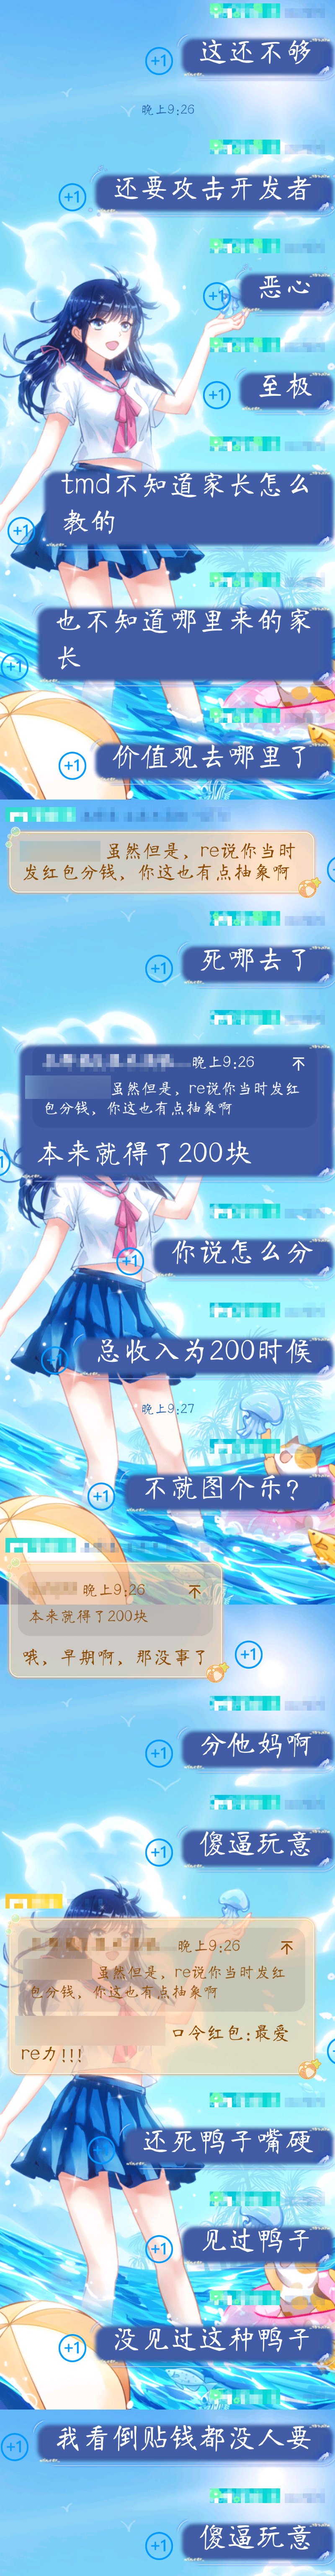 +1
这还不够
晚上9:26
+1
还要攻击开发者
+1
恶心
+1
至极
tmd不知道家长怎么
+1
教的
也不知道哪里来的家
+1
长
+1
价值观去哪里了
虽然但是，re说你当时
发红包分钱，你这也有点抽象啊
+1
死哪去了
晚上9:26
虽然但是，re说你当时发红
包分钱，你这也有点抽象啊
本来就得了200块
+1
你说怎么分
+1
总收入为200时候
晚上9:27
+1
不就图个乐？
晚上9:26
本来就得了200块
哦，早期啊，那没事了
+1
+1
分他妈啊
+1
傻逼玩意
晚上9:26
虽然但是，re说你当时发红
包分钱，你这也有点抽象啊
口令红包:最爱
re力!!!
+1
还死鸭子嘴硬
+1
见过鸭子
+1
没见过这种鸭子
+1
我看倒贴钱都没人要
+1
傻逼玩意